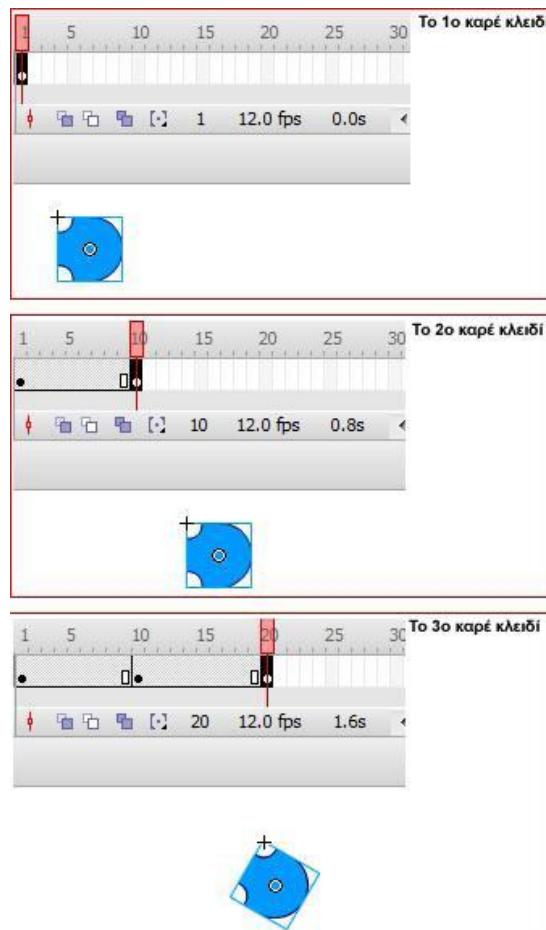 1 5 10 15 20 25 30 Το 1ο καρέ κλειδί
1 12.0 fps 0.0s
1 5 10 15 20 25 30 Το 2ο καρέ κλειδί
10 12.0 fps 0.8s
1 5 10 15 20 25 30 Το 3ο καρέ κλειδί
20 12.0 fps 1.6s